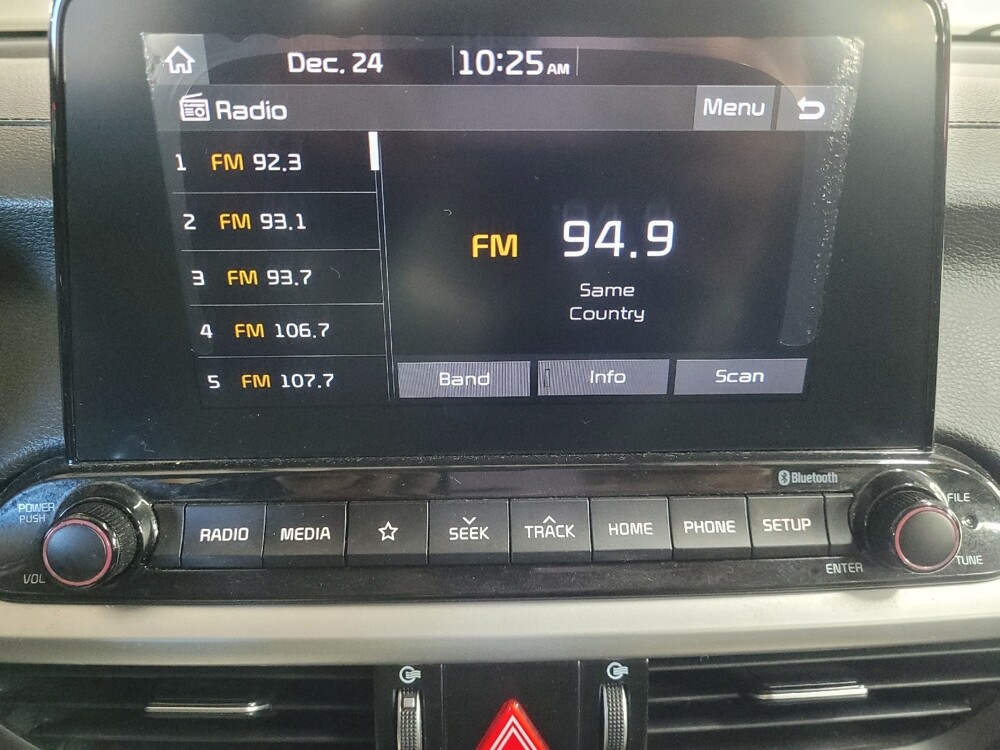 Dec. 24 10:25 AM
Radio Menu
1 FM 92.3
2 FM 93.1
3 FM 93.7
4 FM 106.7
5 FM 107.7
FM 94.9
Same
Country
Band Info Scan
Bluetooth
POWER
PUSH
VOL
RADIO MEDIA SEEK TRACK HOME PHONE SETUP
FILE
TUNE
ENTER